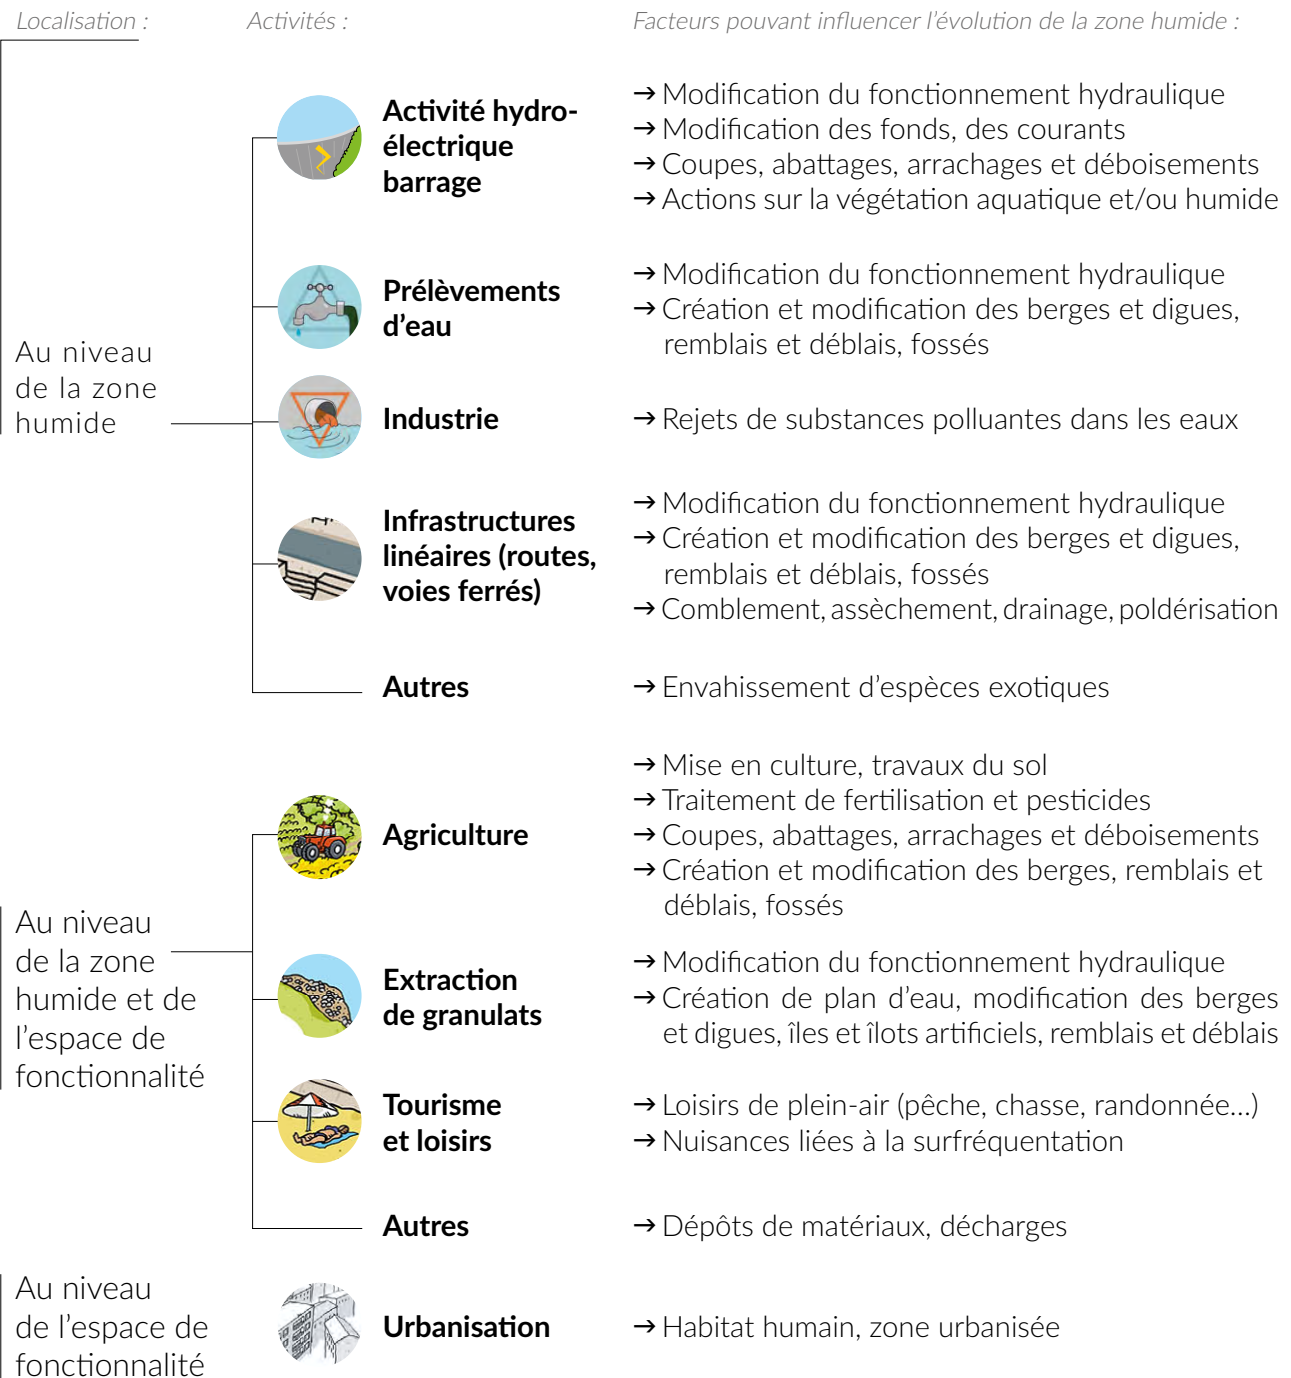 Localisation :
Activités :
Facteurs pouvant influencer l’évolution de la zone humide :
Au niveau
de la zone
humide
Activité hydro-
électrique
barrage
→ Modification du fonctionnement hydraulique
→ Modification des fonds, des courants
→ Coupes, abattages, arrachages et déboisements
→ Actions sur la végétation aquatique et/ou humide
Prélèvements
d’eau
→ Modification du fonctionnement hydraulique
→ Création et modification des berges et digues,
remblais et déblais, fossés
Industrie
→ Rejets de substances polluantes dans les eaux
Infrastructures
linéaires (routes,
voies ferrés)
→ Modification du fonctionnement hydraulique
→ Création et modification des berges et digues,
remblais et déblais, fossés
→ Comblement, assèchement, drainage, poldérisation
Autres
→ Envahissement d’espèces exotiques
Au niveau
de la zone
humide et de
l’espace de
fonctionnalité
Agriculture
→ Mise en culture, travaux du sol
→ Traitement de fertilisation et pesticides
→ Coupes, abattages, arrachages et déboisements
→ Création et modification des berges, remblais et
déblais, fossés
Extraction
de granulats
→ Modification du fonctionnement hydraulique
→ Création de plan d’eau, modification des berges
et digues, îles et îlots artificiels, remblais et déblais
Tourisme
et loisirs
→ Loisirs de plein-air (pêche, chasse, randonnée...)
→ Nuisances liées à la surfréquentation
Autres
→ Dépôts de matériaux, décharges
Au niveau
de l’espace de
fonctionnalité
Urbanisation
→ Habitat humain, zone urbanisée